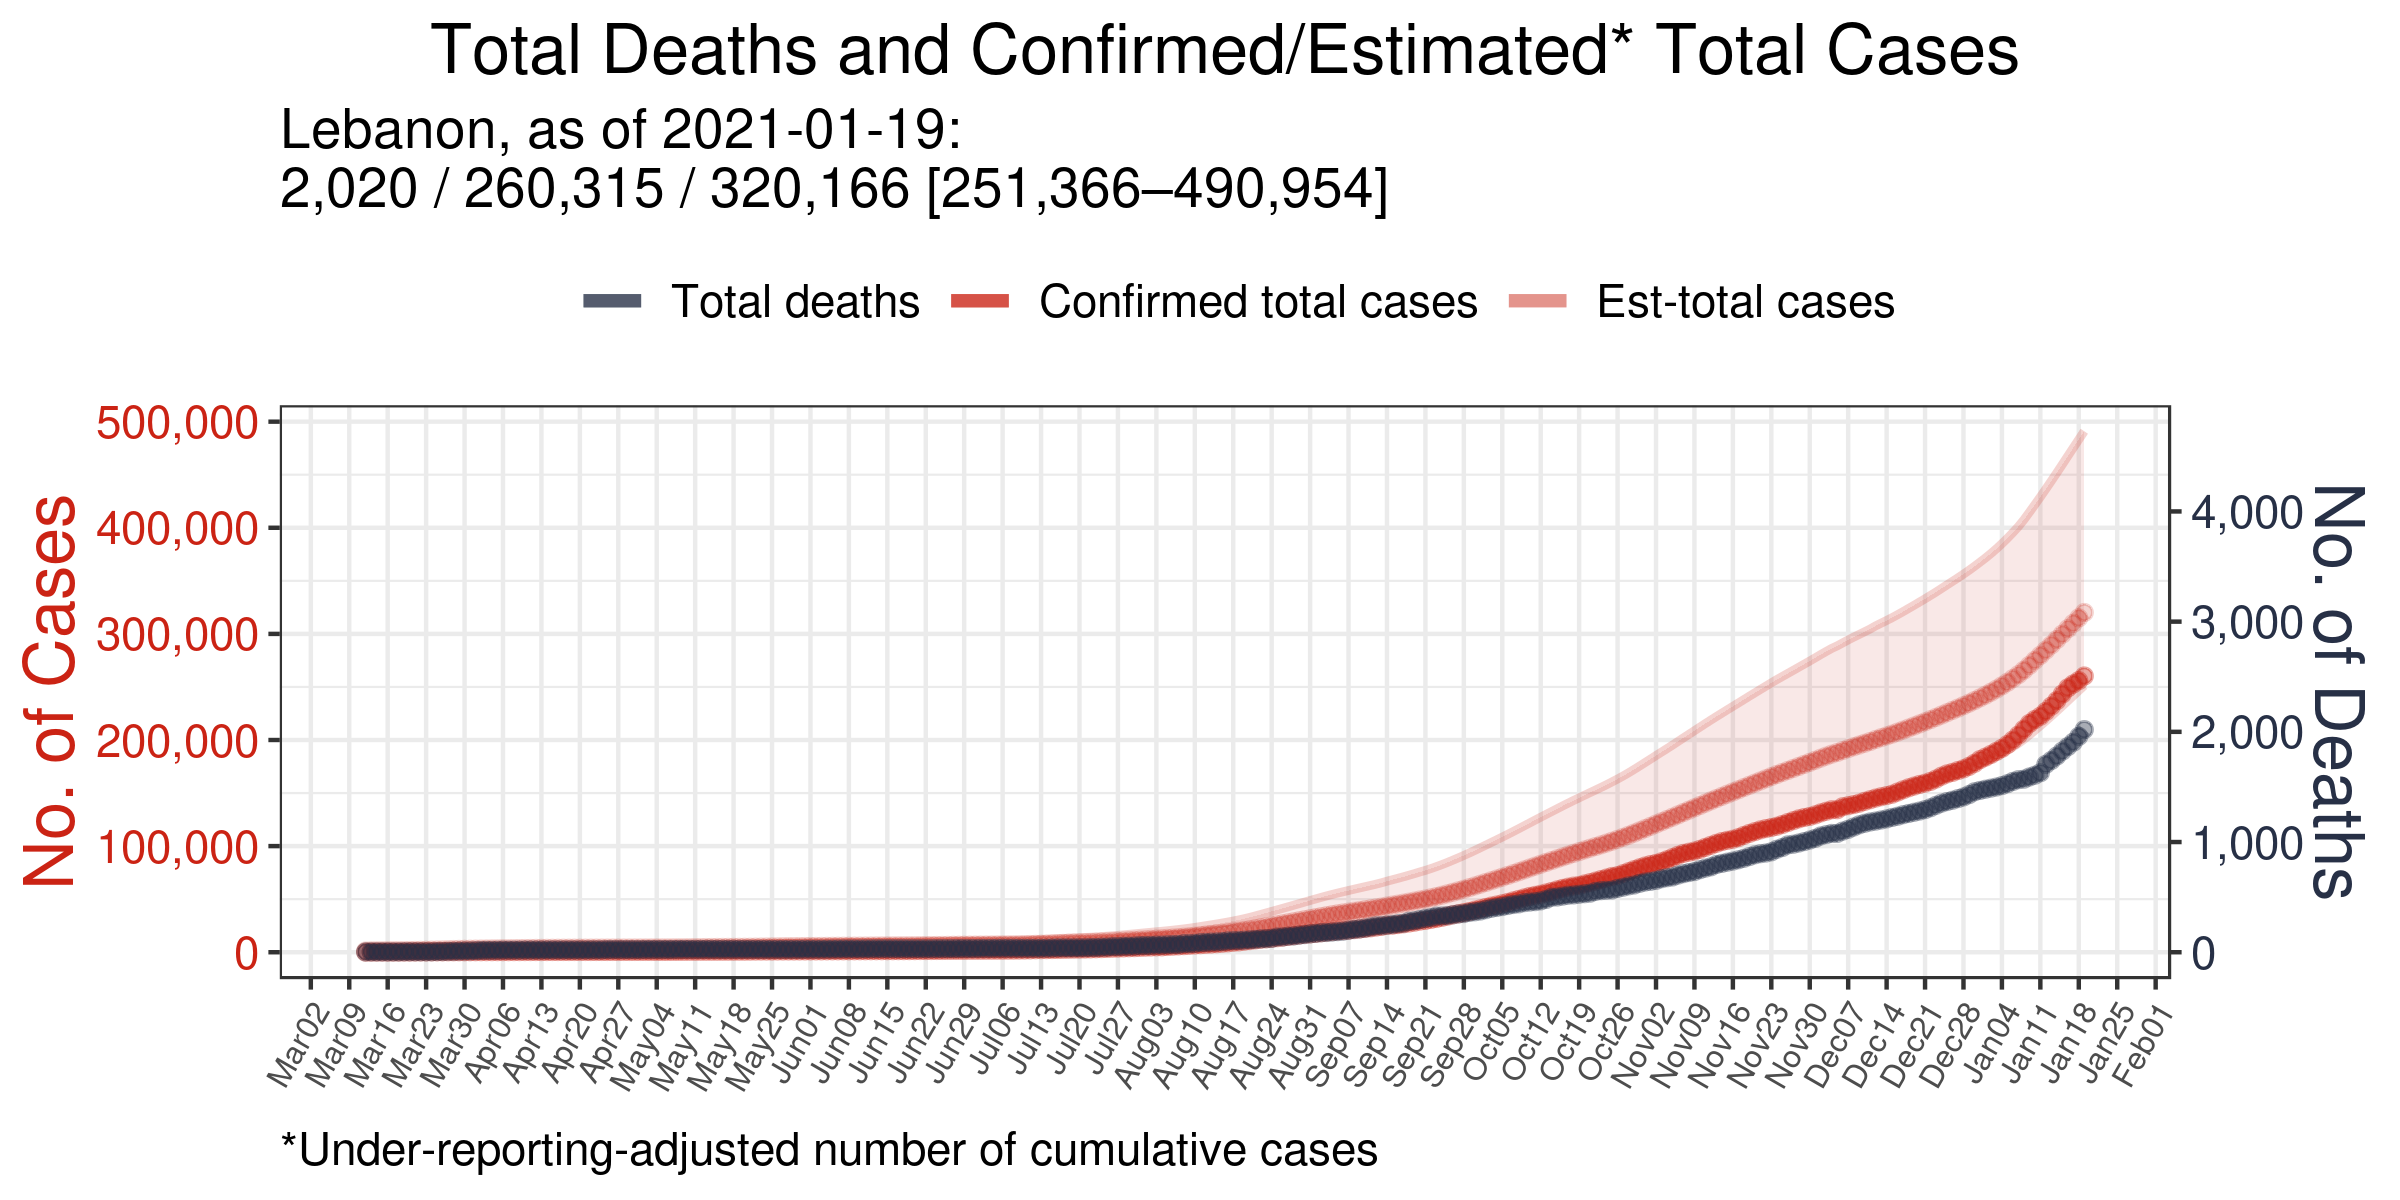 Total Deaths and Confirmed/Estimated* Total Cases
Lebanon, as of 2021-01-19:
2,020 / 260,315 / 320,166 [251,366–490,954]
Total deaths
Confirmed total cases
Est-total cases
No. of Cases
500,000
400,000
300,000
200,000
100,000
0
No. of Deaths
4,000
3,000
2,000
1,000
0
Mar02
Mar09
Mar16
Mar23
Mar30
Apr06
Apr13
Apr20
Apr27
May04
May11
May18
May25
Jun01
Jun08
Jun15
Jun22
Jun29
Jul06
Jul13
Jul20
Jul27
Aug03
Aug10
Aug17
Aug24
Aug31
Sep07
Sep14
Sep21
Sep28
Oct05
Oct12
Oct19
Oct26
Nov02
Nov09
Nov16
Nov23
Nov30
Dec07
Dec14
Dec21
Dec28
Jan04
Jan11
Jan18
Jan25
Feb01
*Under-reporting-adjusted number of cumulative cases